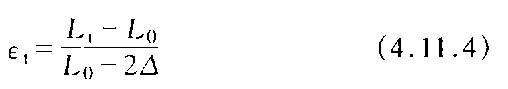 ε₁ = (L₁ − L₀) / (L₀ − 2Δ) (4.11.4)